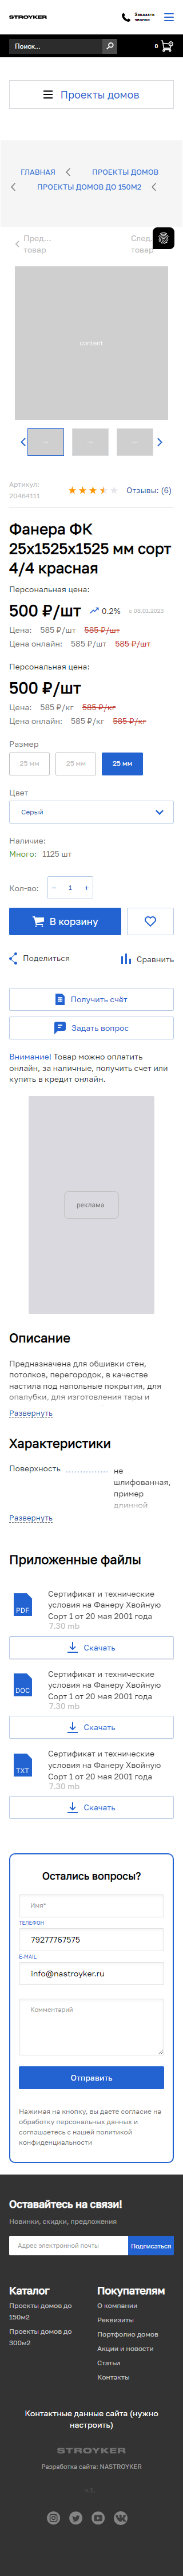 STROYKER
Заказать
звонок
Поиск...
0
Проекты домов
ГЛАВНАЯ
ПРОЕКТЫ ДОМОВ
ПРОЕКТЫ ДОМОВ ДО 150М2
Пред...
товар
След...
товар
content
Артикул:
20464111
Отзывы: (6)
Фанера ФК
25х1525х1525 мм сорт
4/4 красная
Персональная цена:
500 ₽/шт
0.2%
с 08.01.2023
Цена: 585 ₽/шт 585 ₽/шт
Цена онлайн: 585 ₽/шт 585 ₽/шт
Персональная цена:
500 ₽/шт
Цена: 585 ₽/кг 585 ₽/кг
Цена онлайн: 585 ₽/кг 585 ₽/кг
Размер
25 мм
25 мм
25 мм
Цвет
Серый
Наличие:
Много: 1125 шт
Кол-во:
− 1 +
В корзину
Поделиться
Сравнить
Получить счёт
Задать вопрос
Внимание! Товар можно оплатить
онлайн, за наличные, получить счет или
купить в кредит онлайн.
реклама
Описание
Предназначена для обшивки стен,
потолков, перегородок, в качестве
настила под напольные покрытия, для
опалубки, для изготовления тары и
Развернуть
Характеристики
Поверхность
не
шлифованная,
пример
длинной
Развернуть
Приложенные файлы
PDF
Сертификат и технические
условия на Фанеру Хвойную
Сорт 1 от 20 мая 2001 года
7,30 mb
Скачать
DOC
Сертификат и технические
условия на Фанеру Хвойную
Сорт 1 от 20 мая 2001 года
7,30 mb
Скачать
TXT
Сертификат и технические
условия на Фанеру Хвойную
Сорт 1 от 20 мая 2001 года
7,30 mb
Скачать
Остались вопросы?
Имя*
ТЕЛЕФОН
79277767575
E-MAIL
info@nastroyker.ru
Комментарий
Отправить
Нажимая на кнопку, вы даете согласие на
обработку персональных данных и
соглашаетесь с нашей политикой
конфиденциальности
Оставайтесь на связи!
Новинки, скидки, предложения
Адрес электронной почты
Подписаться
Каталог
Проекты домов до
150м2
Проекты домов до
300м2
Покупателям
О компании
Реквизиты
Портфолио домов
Акции и новости
Статьи
Контакты
Контактные данные сайта (нужно
настроить)
STROYKER
Разработка сайта: NASTROYKER